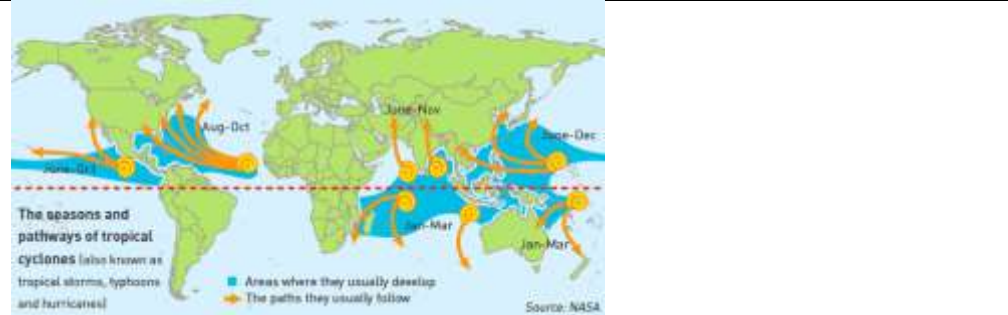 June-Nov
Aug-Oct
June-Dec
June-Oct
The seasons and
pathways of tropical
cyclones (also known as
tropical storms, typhoons
and hurricanes)
Jan-Mar
Jan-Mar
Areas where they usually develop
The paths they usually follow
Source: NASA